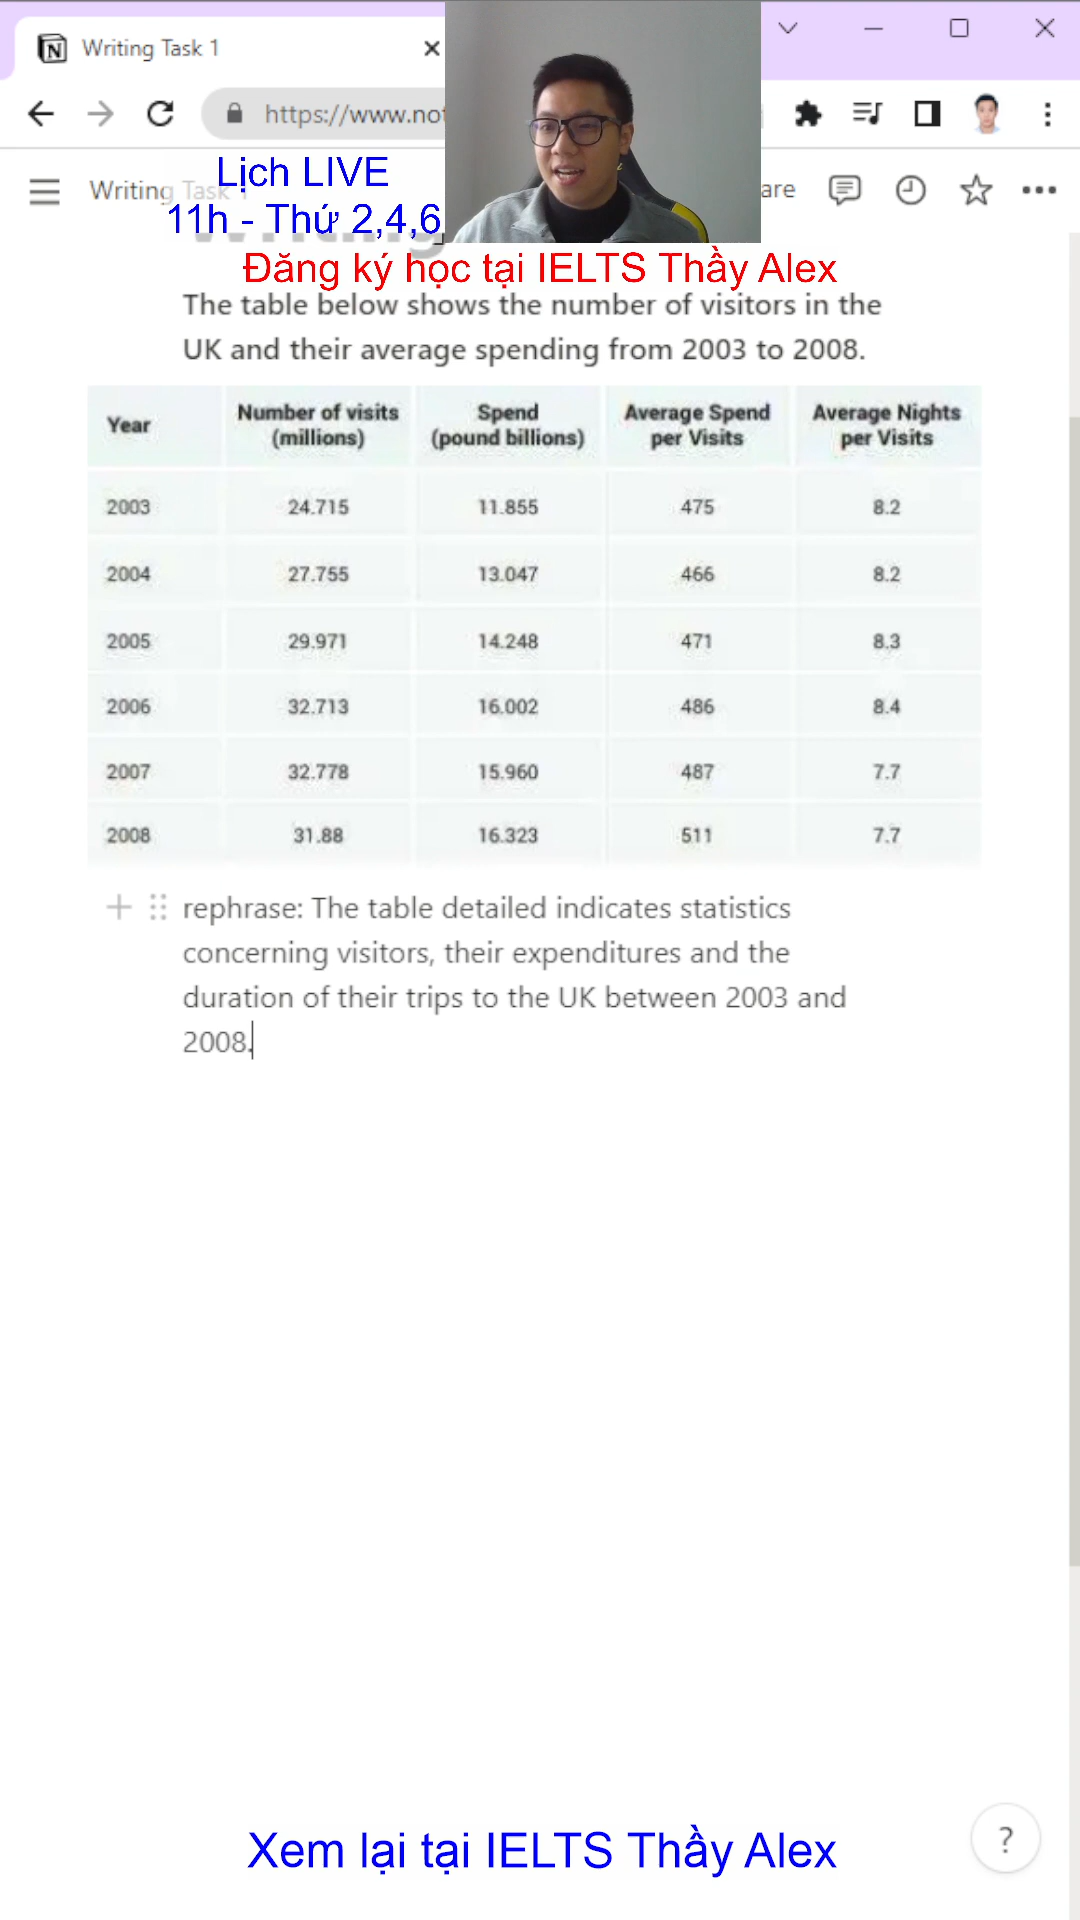 Writing Task 1
https://www.not
Lịch LIVE
Writing Task 1
are
11h - Thứ 2,4,6
Đăng ký học tại IELTS Thầy Alex
The table below shows the number of visitors in the
UK and their average spending from 2003 to 2008.
Year Number of visits (millions) Spend (pound billions) Average Spend per Visits Average Nights per Visits
2003 24.715 11.855 475 8.2
2004 27.755 13.047 466 8.2
2005 29.971 14.248 471 8.3
2006 32.713 16.002 486 8.4
2007 32.778 15.960 487 7.7
2008 31.88 16.323 511 7.7
rephrase: The table detailed indicates statistics
concerning visitors, their expenditures and the
duration of their trips to the UK between 2003 and
2008.
Xem lại tại IELTS Thầy Alex
?